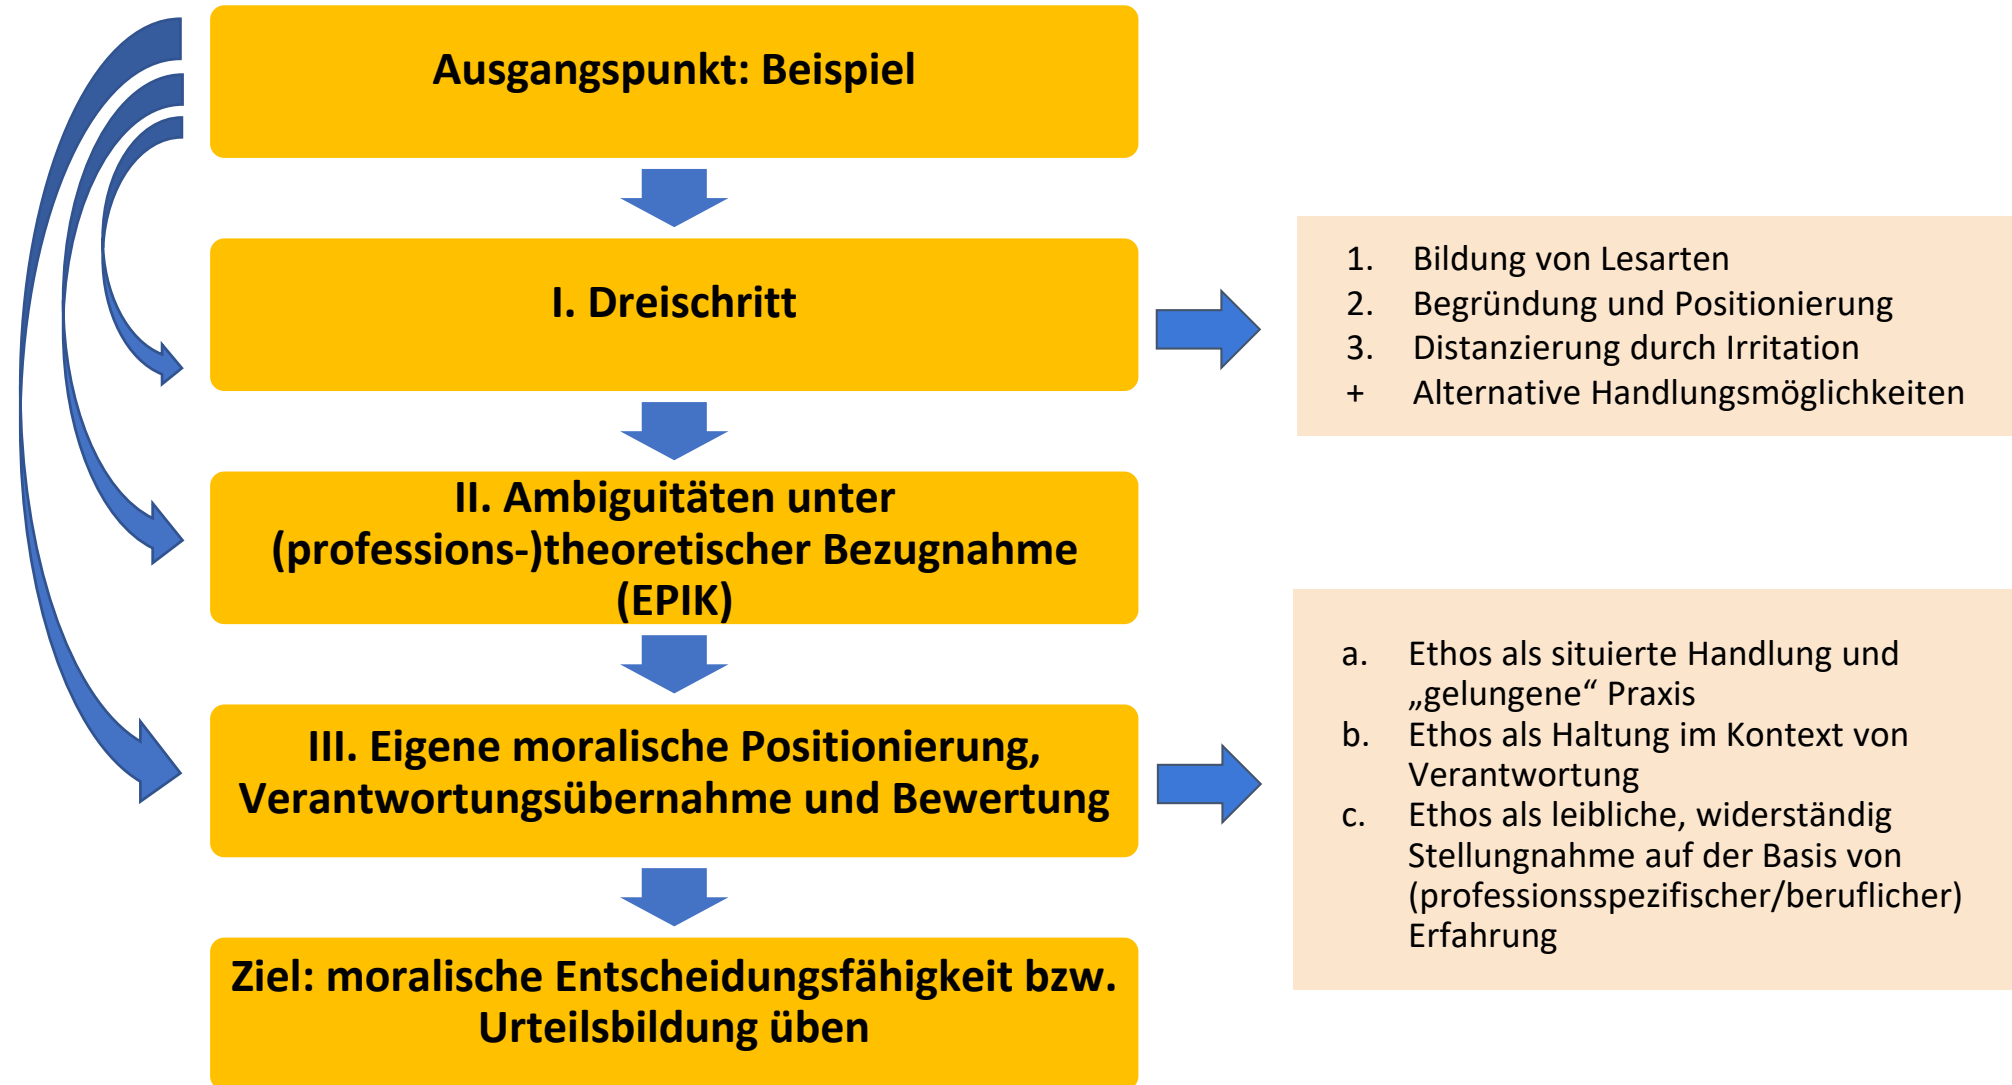 Ausgangspunkt: Beispiel
I. Dreischritt
1. Bildung von Lesarten
2. Begründung und Positionierung
3. Distanzierung durch Irritation
+ Alternative Handlungsmöglichkeiten
II. Ambiguitäten unter
(professions-)theoretischer Bezugnahme
(EPIK)
III. Eigene moralische Positionierung,
Verantwortungsübernahme und Bewertung
a. Ethos als situierte Handlung und
„gelungene“ Praxis
b. Ethos als Haltung im Kontext von
Verantwortung
c. Ethos als leibliche, widerständig
Stellungnahme auf der Basis von
(professionsspezifischer/beruflicher)
Erfahrung
Ziel: moralische Entscheidungsfähigkeit bzw.
Urteilsbildung üben